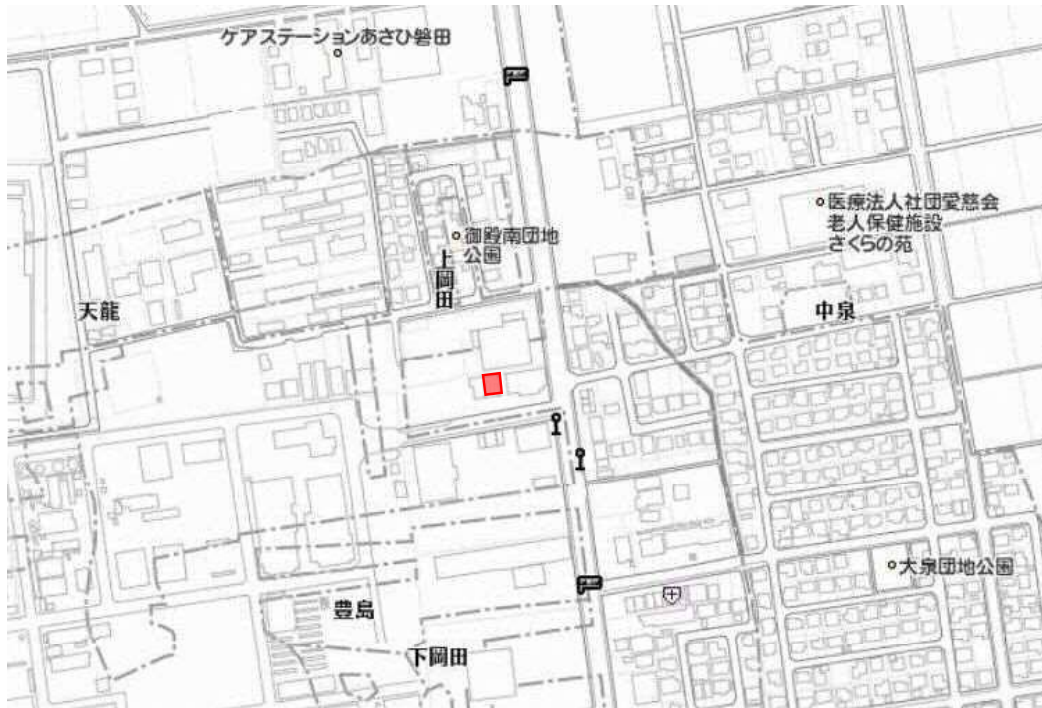 ケアステーションあさひ磐田
医療法人社団愛慈会
老人保健施設
さくらの苑
御殿南団地
公園
上岡田
天龍
中泉
大泉団地公園
豊島
下岡田